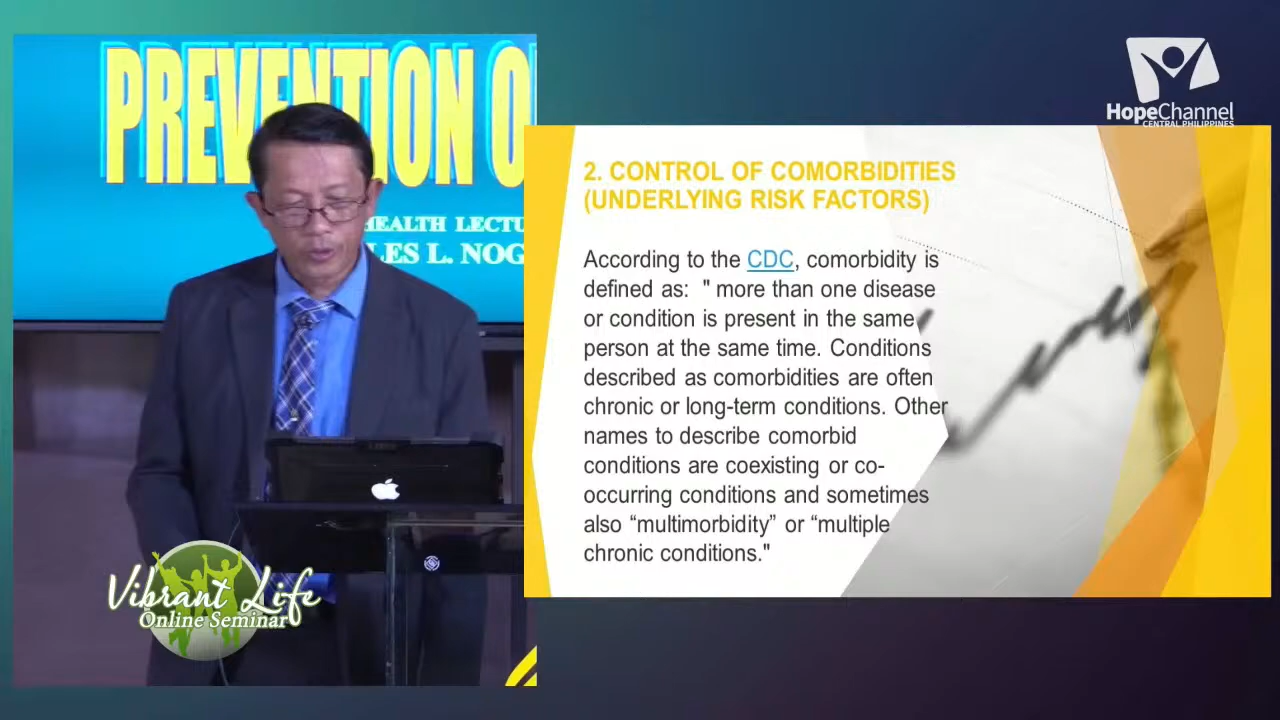 PREVENTION O
HEALTH LECTU
LES L. NOG
HopeChannel
CENTRAL PHILIPPINES
2. CONTROL OF COMORBIDITIES
(UNDERLYING RISK FACTORS)
According to the CDC, comorbidity is
defined as:  " more than one disease
or condition is present in the same
person at the same time. Conditions
described as comorbidities are often
chronic or long-term conditions. Other
names to describe comorbid
conditions are coexisting or co-
occurring conditions and sometimes
also “multimorbidity” or “multiple
chronic conditions."
Vibrant Life
Online Seminar